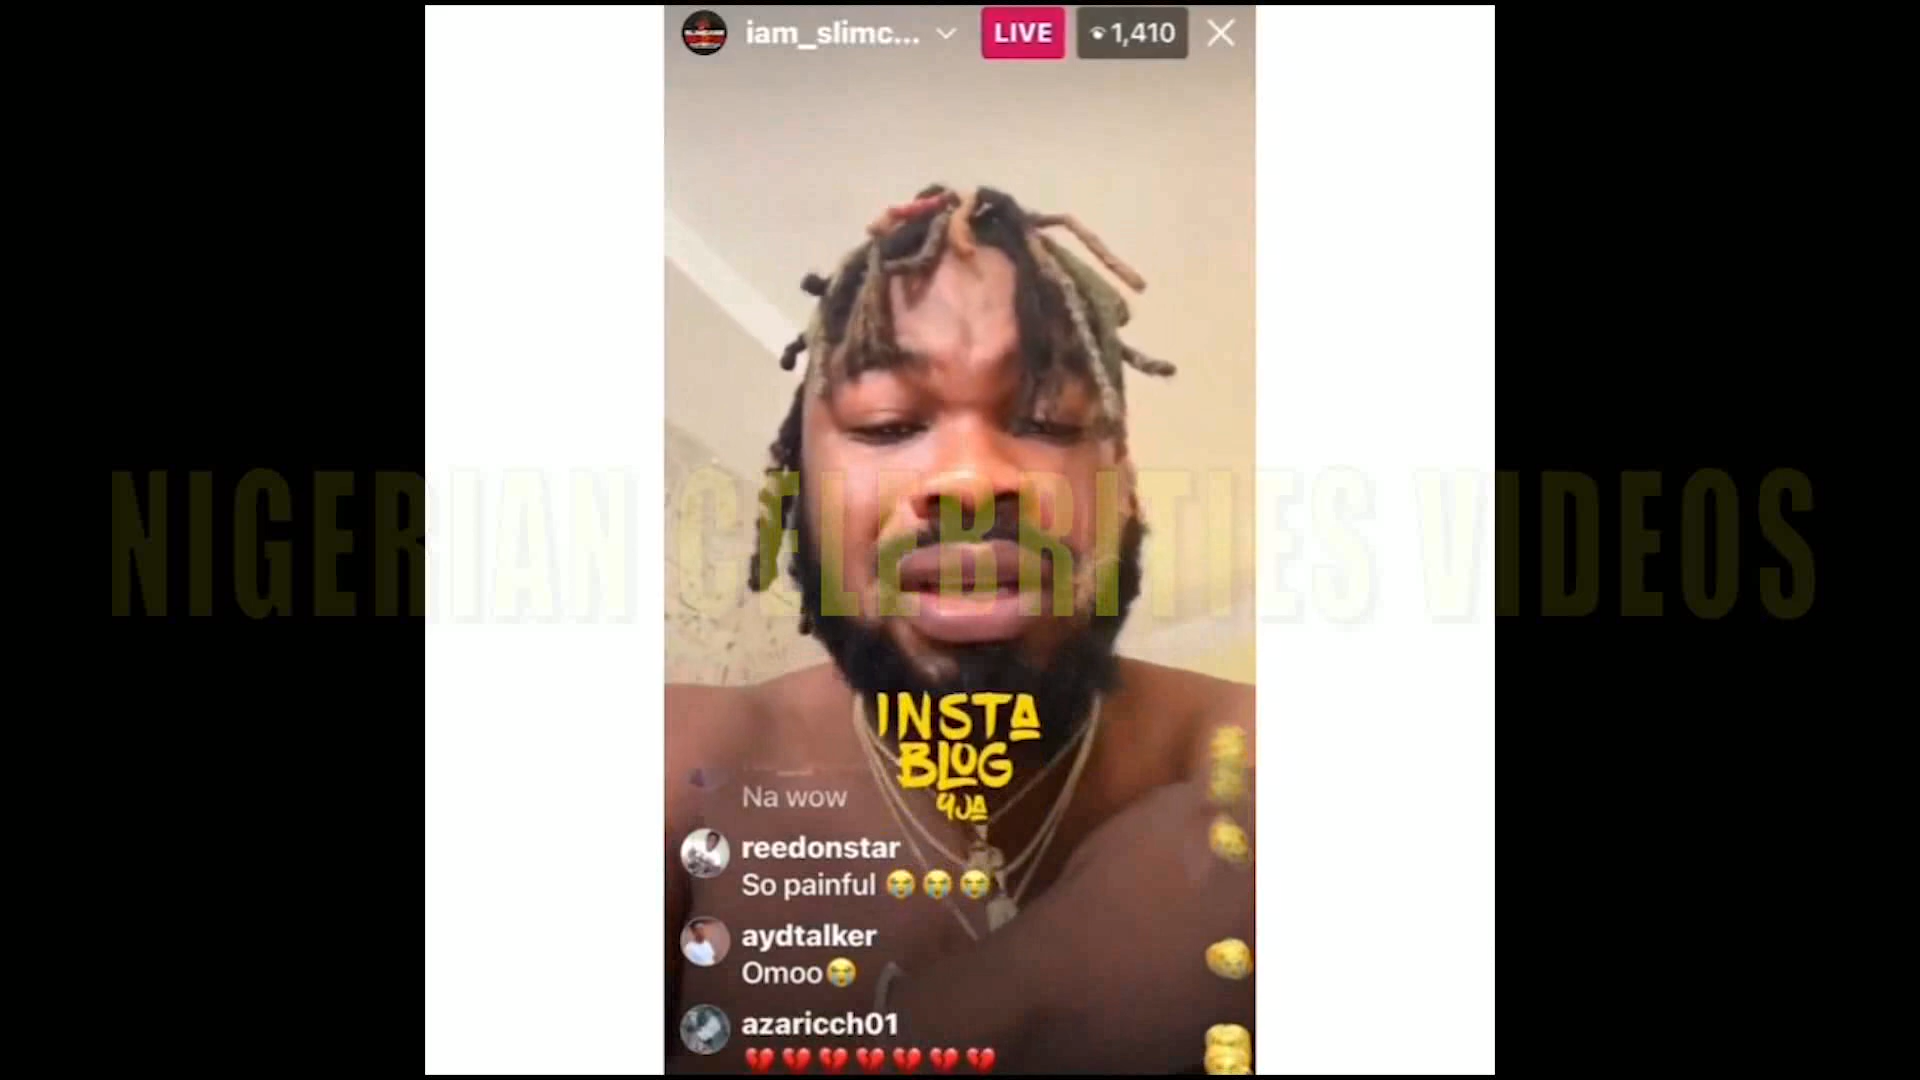 iam_slimc...
LIVE
1,410
NIGERIAN CELEBRITIES VIDEOS
INSTA
BLOG
9JA
Na wow
reedonstar
So painful 😭😭😭
aydtalker
Omoo😭
azaricch01
💔💔💔💔💔💔💔